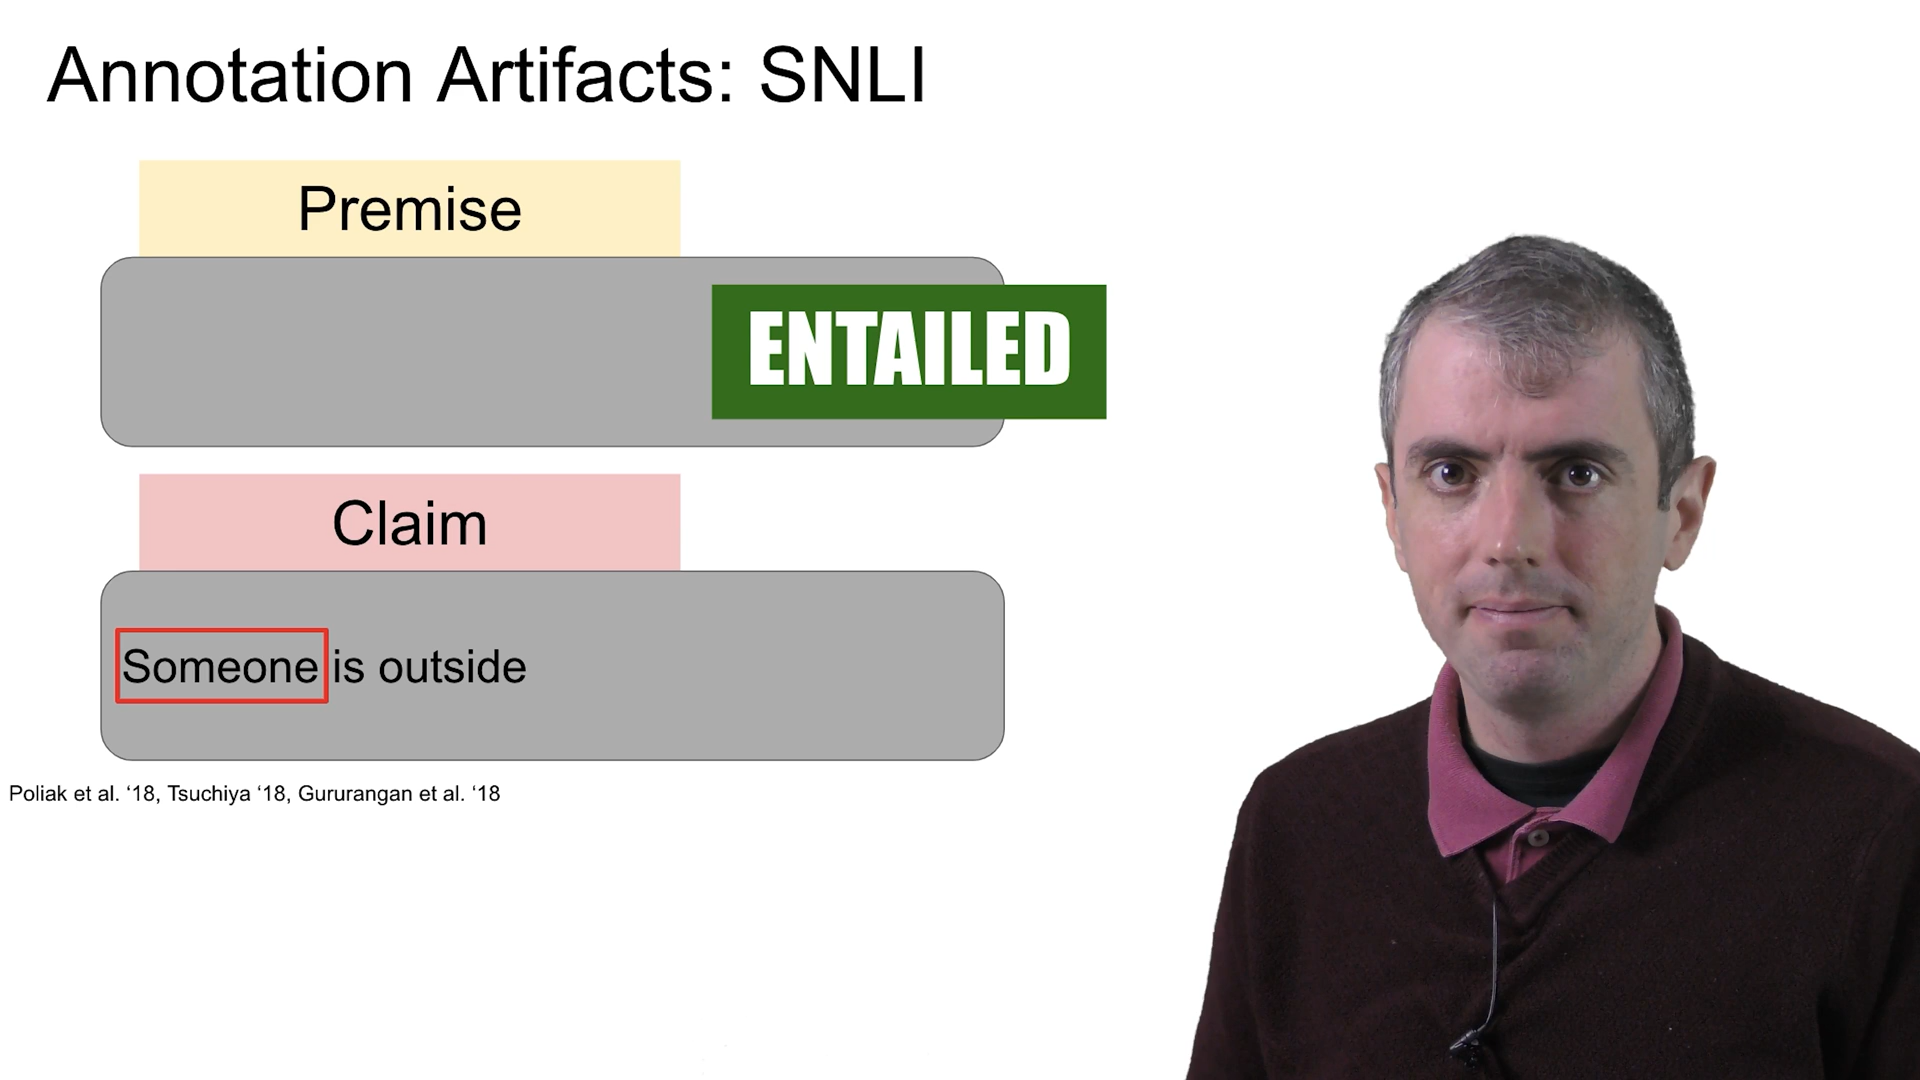 Annotation Artifacts: SNLI
Premise
ENTAILED
Claim
Someone is outside
Poliak et al. ‘18, Tsuchiya ‘18, Gururangan et al. ‘18